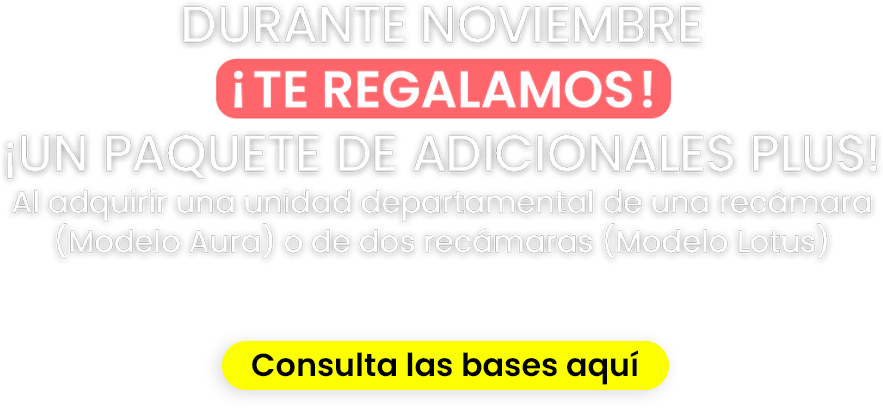 DURANTE NOVIEMBRE
¡TE REGALAMOS!
¡UN PAQUETE DE ADICIONALES PLUS!
Al adquirir una unidad departamental de una recámara
(Modelo Aura) o de dos recámaras (Modelo Lotus)
Consulta las bases aquí